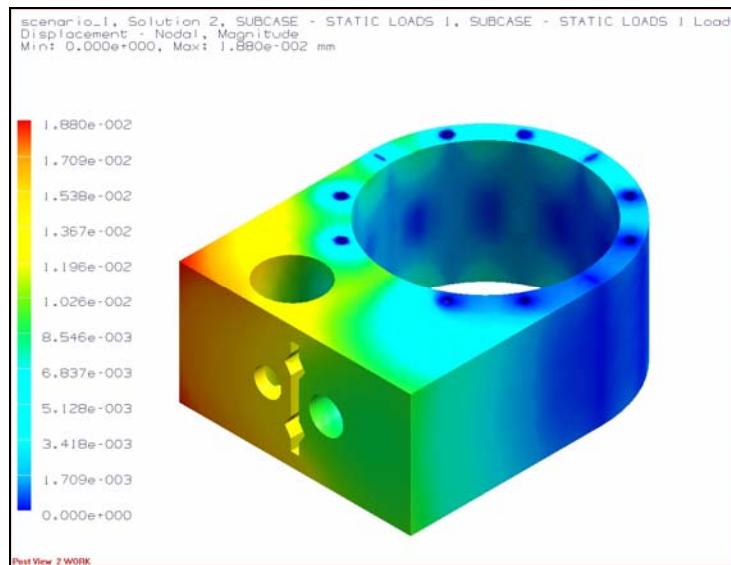 scenario_1, Solution 2, SUBCASE - STATIC LOADS 1, SUBCASE - STATIC LOADS 1 Load
Displacement - Nodal, Magnitude
Min: 0.000e+000, Max: 1.880e-002 mm
1.880e-002
1.709e-002
1.538e-002
1.367e-002
1.196e-002
1.026e-002
8.546e-003
6.837e-003
5.128e-003
3.418e-003
1.709e-003
0.000e+000
Post View 2 WORK